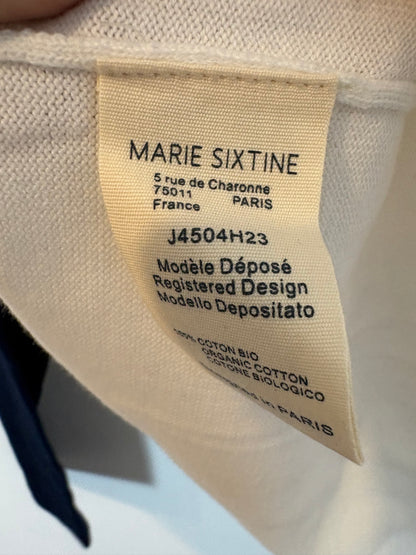 MARIE SIXTINE
5 rue de Charonne
75011 PARIS
France
J4504H23
Modèle Déposé
Registered Design
Modello Depositato
100% COTON BIO
ORGANIC COTTON
COTONE BIOLOGICO
in PARIS